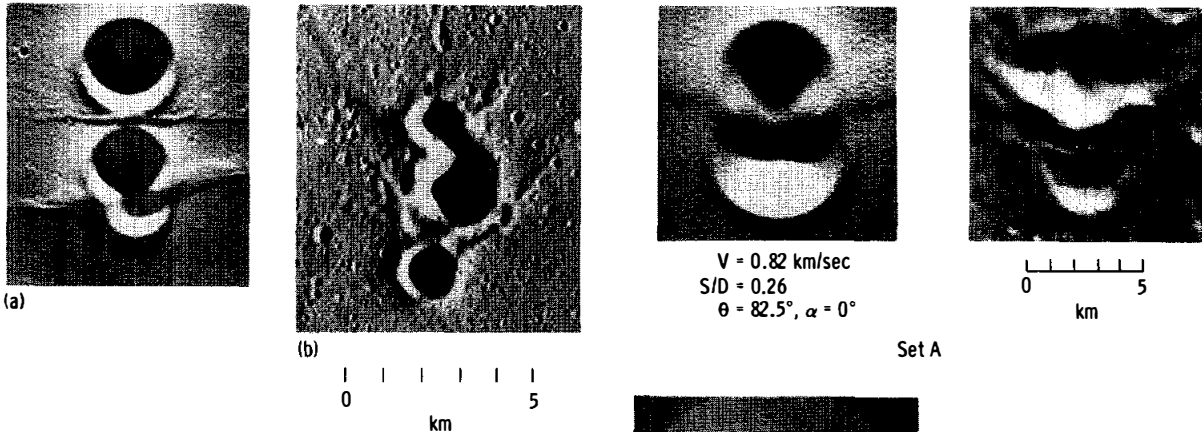 (a)
(b)
0 5
km
V = 0.82 km/sec
S/D = 0.26
θ = 82.5°, α = 0°
0 5
km
Set A